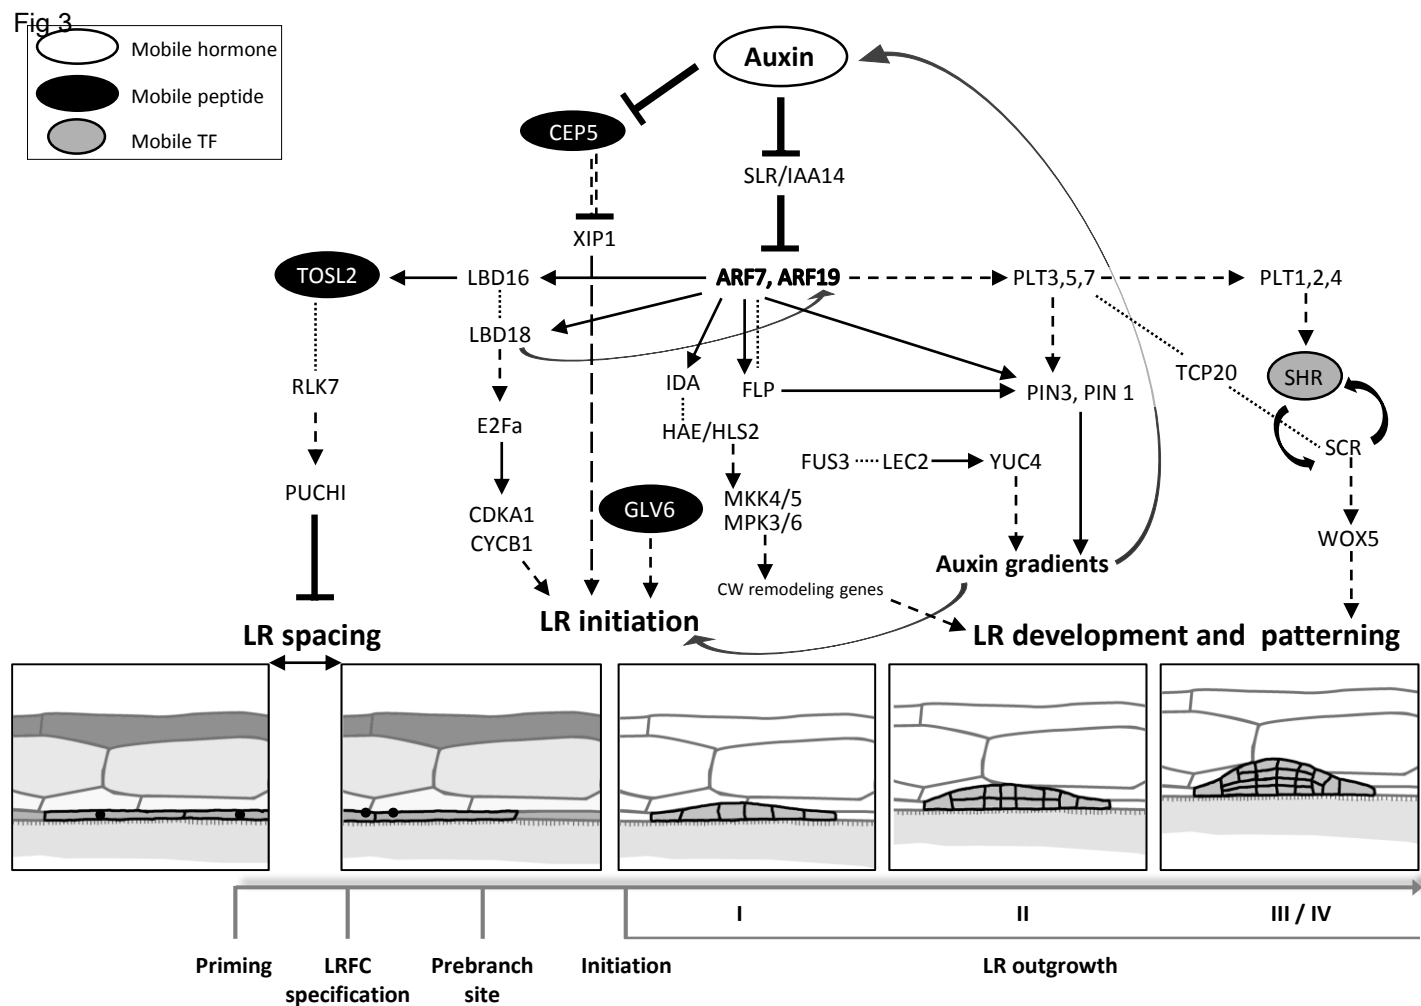 Fig 3
Mobile hormone
Mobile peptide
Mobile TF
Auxin
CEP5
SLR/IAA14
XIP1
TOSL2
LBD16
ARF7, ARF19
PLT3,5,7
PLT1,2,4
LBD18
RLK7
IDA
FLP
PIN3, PIN 1
TCP20
SHR
E2Fa
HAE/HLS2
SCR
FUS3
LEC2
YUC4
PUCHI
GLV6
MKK4/5
MPK3/6
CDKA1
CYCB1
WOX5
Auxin gradients
CW remodeling genes
LR spacing
LR initiation
LR development and patterning
I
II
III / IV
Priming
LRFC
specification
Prebranch
site
Initiation
LR outgrowth